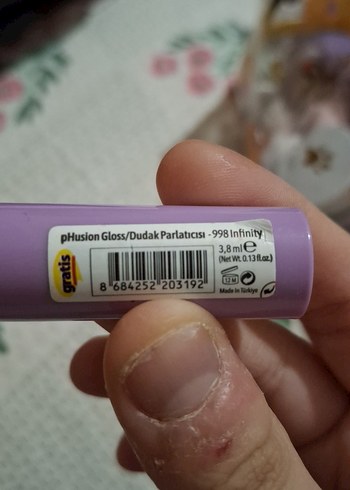 pHusion Gloss/Dudak Parlatıcısı - 998 Infinity
gratis
3,8 ml e
(Net Wt. 0.13 fl.oz.)
12 M
8 684252 203192
Made in Türkiye